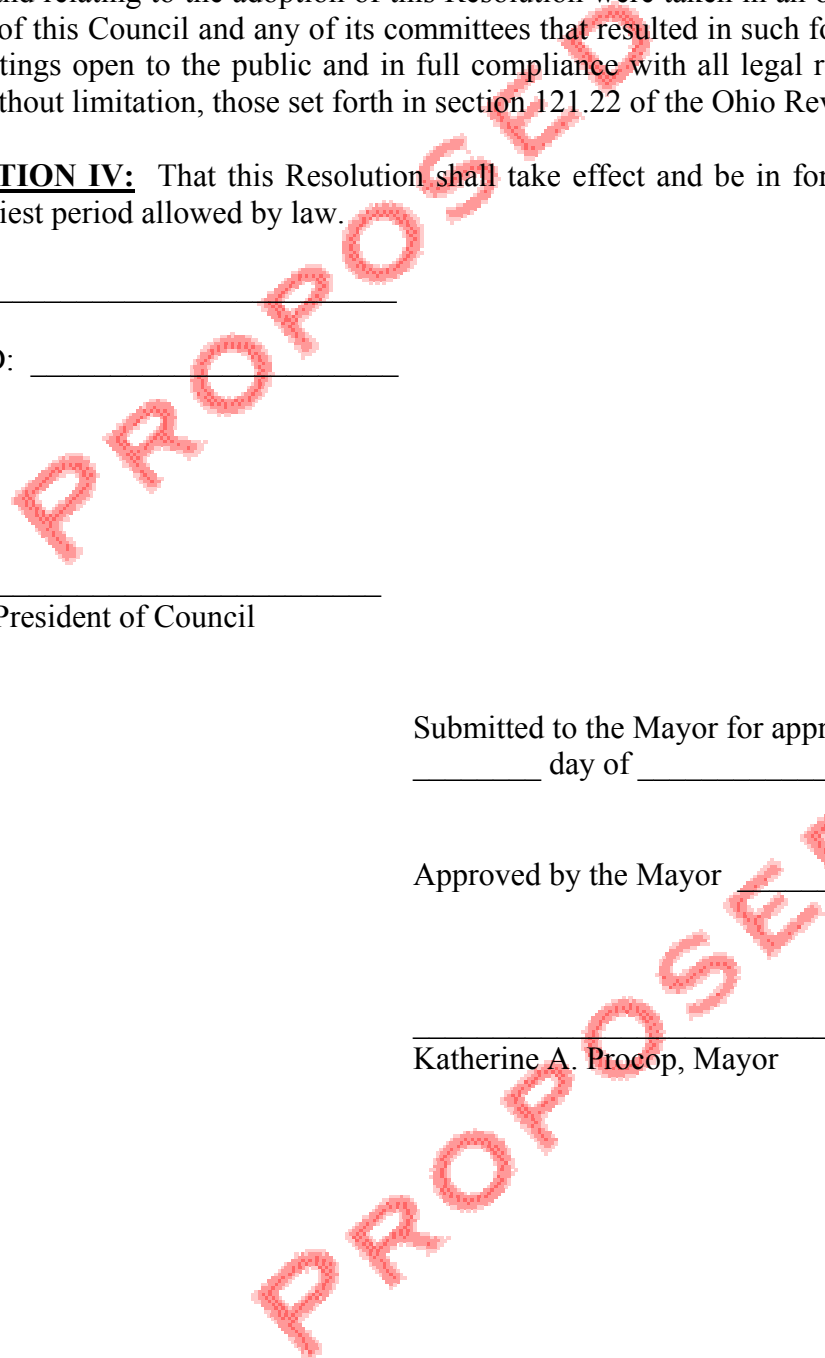 and relating to the adoption of this Resolution were taken in an o
of this Council and any of its committees that resulted in such fo
tings open to the public and in full compliance with all legal r
thout limitation, those set forth in section 121.22 of the Ohio Rev
TION IV: That this Resolution shall take effect and be in for
iest period allowed by law.
PROPOSED
D: _______________________
President of Council
Submitted to the Mayor for appr
________ day of ____________
Approved by the Mayor ______
Katherine A. Procop, Mayor
PROPOSED